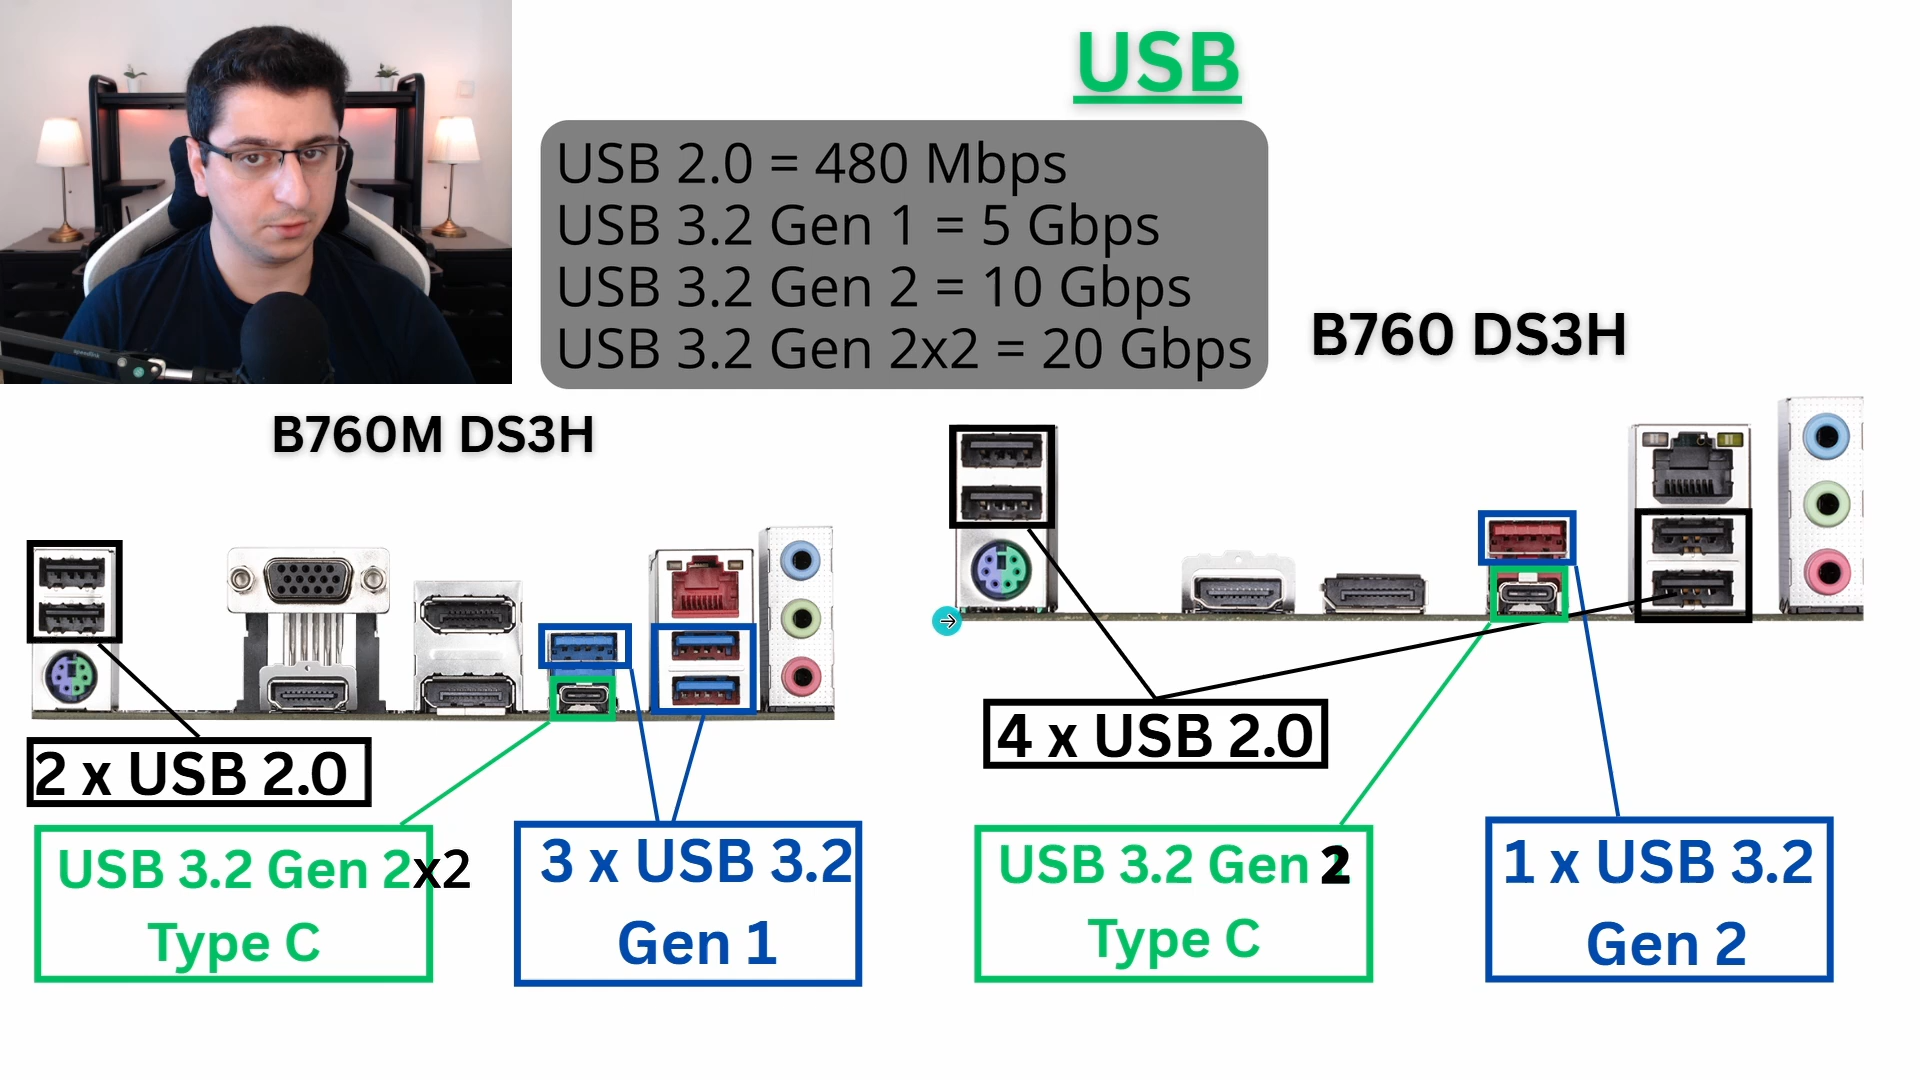 USB
USB 2.0 = 480 Mbps
USB 3.2 Gen 1 = 5 Gbps
USB 3.2 Gen 2 = 10 Gbps
USB 3.2 Gen 2x2 = 20 Gbps
B760 DS3H
B760M DS3H
2 x USB 2.0
USB 3.2 Gen 2x2
Type C
3 x USB 3.2
Gen 1
4 x USB 2.0
USB 3.2 Gen 2
Type C
1 x USB 3.2
Gen 2